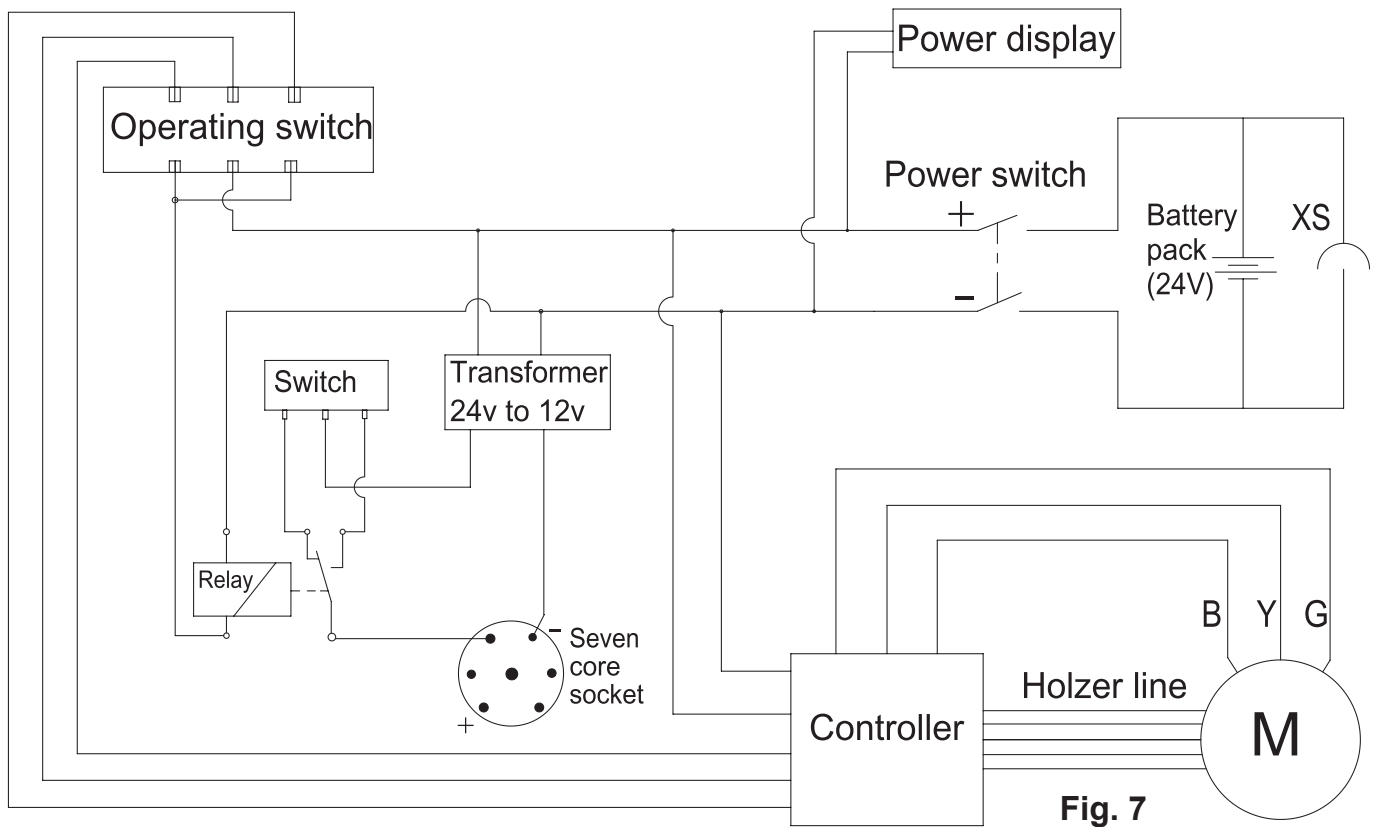 Power display
Operating switch
Power switch
+
-
Battery
pack
(24V)
XS
Switch
Transformer
24v to 12v
Relay
- Seven
core
socket
+
B Y G
Holzer line
Controller
M
Fig. 7